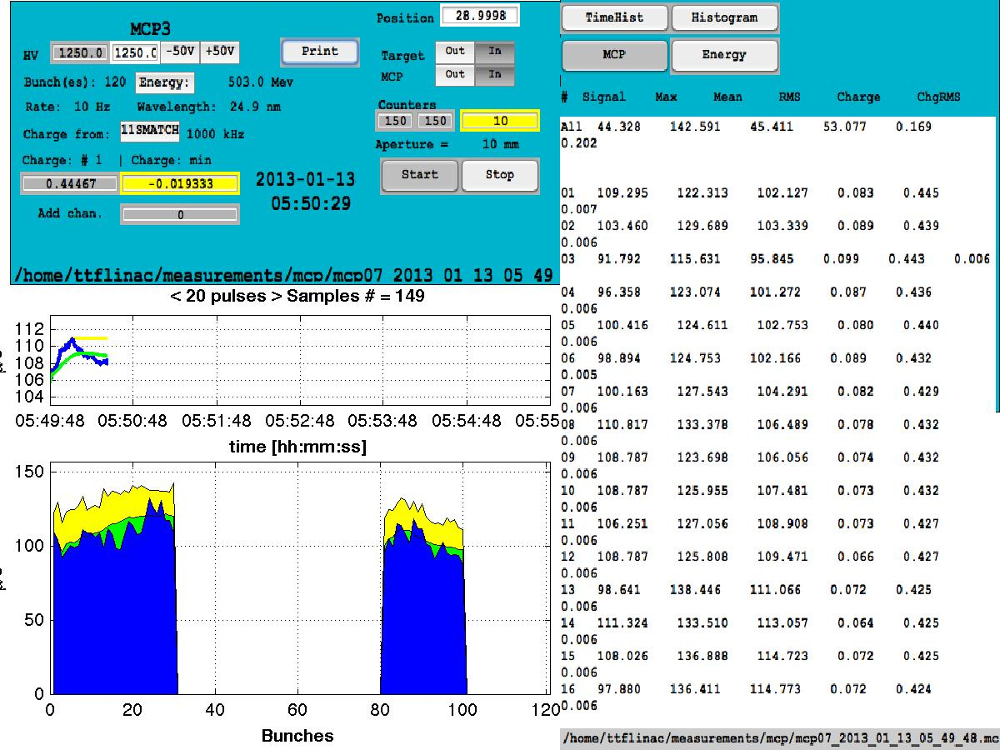 MCP3
Position 28.9998
HV 1250.0 1250.0 -50V +50V Print
Target Out In
MCP Out In
Bunch(es): 120 Energy: 503.0 Mev
Rate: 10 Hz Wavelength: 24.9 nm
Counters
150 150 10
Charge from: 11SMATCH 1000 kHz
Aperture = 10 mm
Charge: # 1 | Charge: min
0.44467 -0.019333
Start Stop
2013-01-13
05:50:29
Add chan. 0
/home/ttflinac/measurements/mcp/mcp07_2013_01_13_05_49
< 20 pulses > Samples # = 149
112
110
108
106
104
05:49:48 05:50:48 05:51:48 05:52:48 05:53:48 05:54:48 05:55
time [hh:mm:ss]
150
100
50
0
0 20 40 60 80 100 120
Bunches
TimeHist Histogram
MCP Energy
# Signal Max Mean RMS Charge ChgRMS
All 44.328 142.591 45.411 53.077 0.169
0.202
01 109.295 122.313 102.127 0.083 0.445
0.007
02 103.460 129.689 103.339 0.089 0.439
0.006
03 91.792 115.631 95.845 0.099 0.443 0.006
04 96.358 123.074 101.272 0.087 0.436
0.006
05 100.416 124.611 102.753 0.080 0.440
0.006
06 98.894 124.753 102.166 0.089 0.432
0.005
07 100.163 127.543 104.291 0.082 0.429
0.006
08 110.817 133.378 106.489 0.078 0.432
0.006
09 108.787 123.698 106.056 0.074 0.432
0.006
10 108.787 125.955 107.481 0.073 0.432
0.006
11 106.251 127.056 108.908 0.073 0.427
0.006
12 108.787 125.808 109.471 0.066 0.427
0.006
13 98.641 138.446 111.066 0.072 0.425
0.006
14 111.324 133.510 113.057 0.064 0.425
0.006
15 108.026 136.888 114.723 0.072 0.425
0.006
16 97.880 136.411 114.773 0.072 0.424
0.006
/home/ttflinac/measurements/mcp/mcp07_2013_01_13_05_49_48.mc